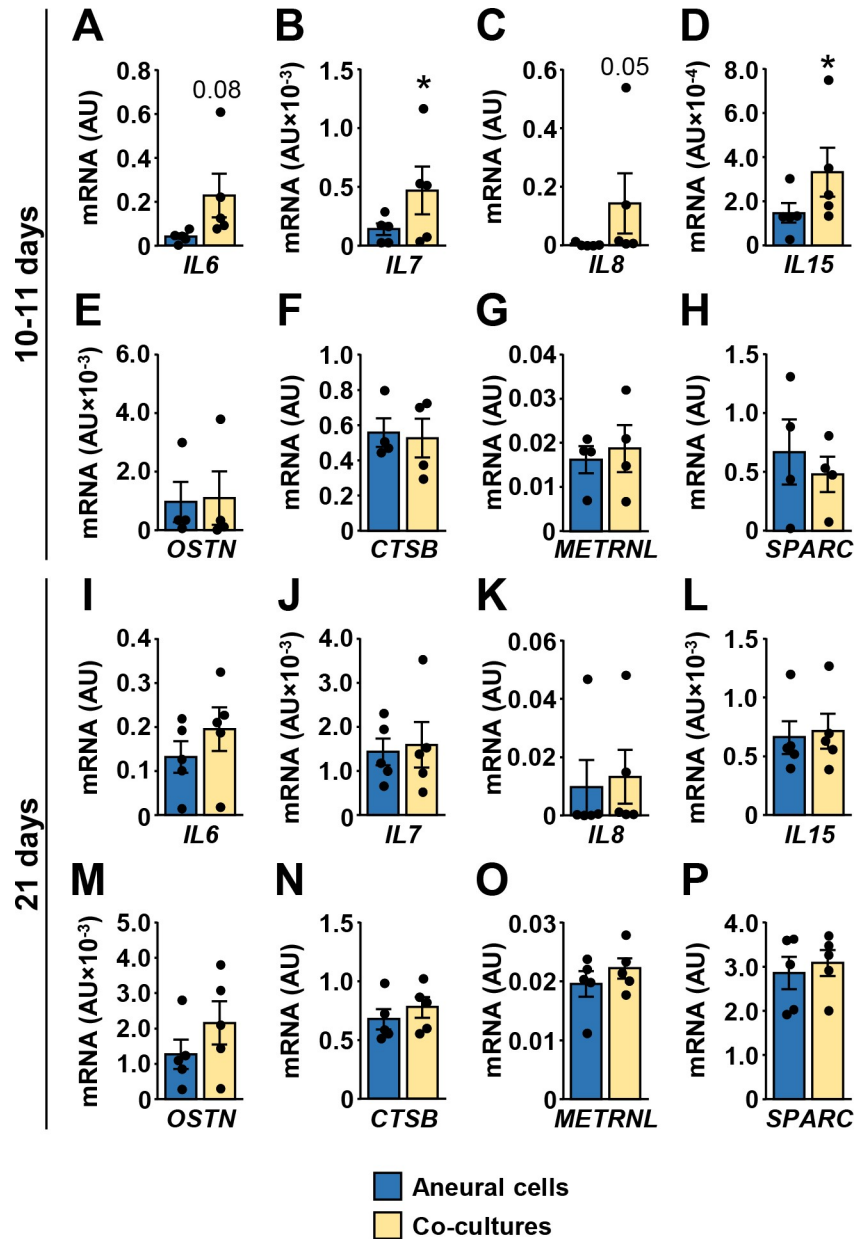 10-11 days
A
mRNA (AU)
0.8
0.6
0.4
0.2
0
0.08
IL6
B
mRNA (AU×10-3)
1.5
1.0
0.5
0
*
IL7
C
mRNA (AU)
0.6
0.4
0.2
0
0.05
IL8
D
mRNA (AU×10-4)
8.0
6.0
4.0
2.0
0
*
IL15
E
mRNA (AU×10-3)
6.0
4.0
2.0
0
OSTN
F
mRNA (AU)
1.0
0.8
0.6
0.4
0.2
0
CTSB
G
mRNA (AU)
0.04
0.03
0.02
0.01
0
METRNL
H
mRNA (AU)
1.5
1.0
0.5
0
SPARC
21 days
I
mRNA (AU)
0.4
0.3
0.2
0.1
0
IL6
J
mRNA (AU×10-3)
4.0
3.0
2.0
1.0
0
IL7
K
mRNA (AU)
0.06
0.04
0.02
0
IL8
L
mRNA (AU×10-3)
1.5
1.0
0.5
0
IL15
M
mRNA (AU×10-3)
5.0
4.0
3.0
2.0
1.0
0
OSTN
N
mRNA (AU)
1.5
1.0
0.5
0
CTSB
O
mRNA (AU)
0.03
0.02
0.01
0
METRNL
P
mRNA (AU)
4.0
3.0
2.0
1.0
0
SPARC
Aneural cells
Co-cultures